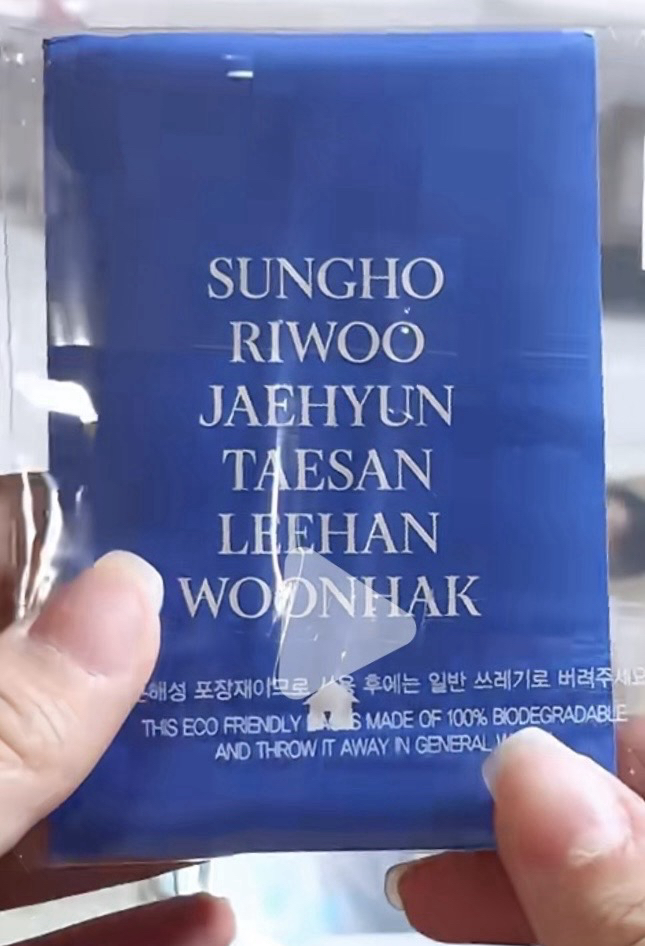 SUNGHO
RIWOO
JAEHYUN
TAESAN
LEEHAN
WOONHAK
포장재이므로 후에는 일반 쓰레기로 버려주세요
THIS ECO FRIENDLY IS MADE OF 100% BIODEGRADABLE
AND THROW IT AWAY IN GENERAL